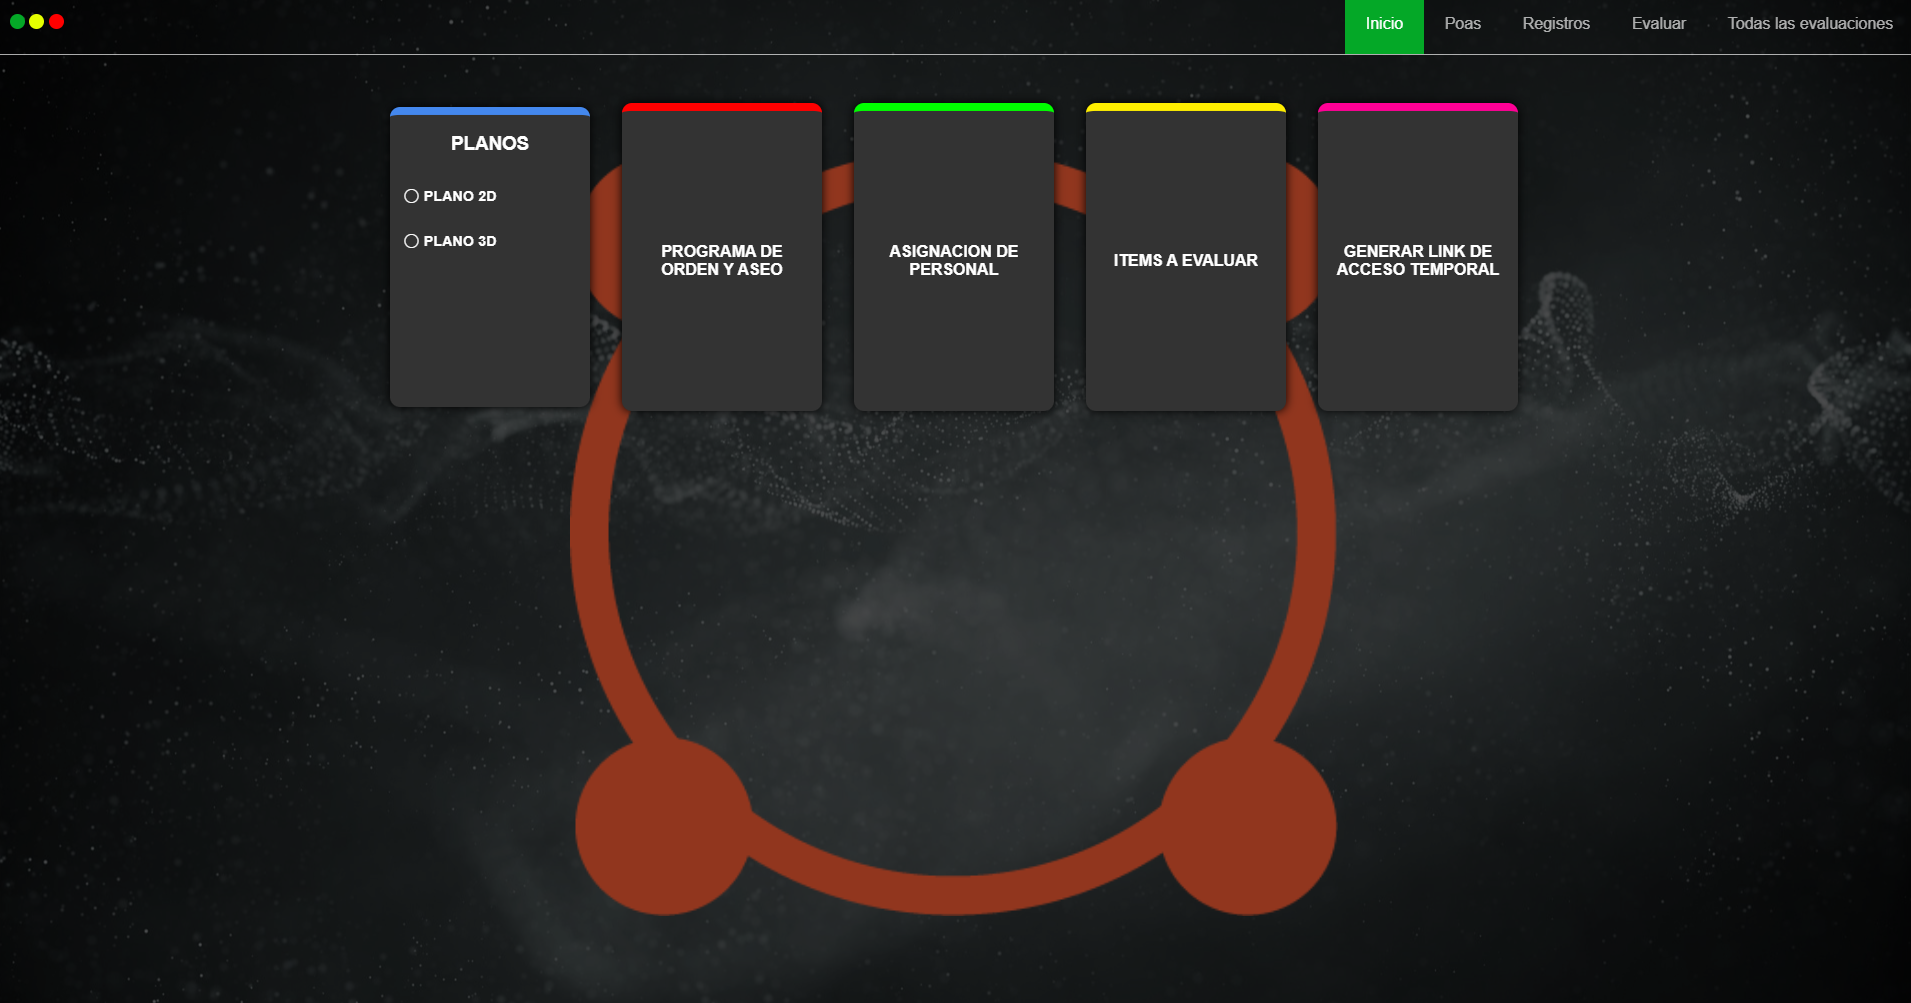 Inicio
Poas
Registros
Evaluar
Todas las evaluaciones
PLANOS
PLANO 2D
PLANO 3D
PROGRAMA DE
ORDEN Y ASEO
ASIGNACION DE
PERSONAL
ITEMS A EVALUAR
GENERAR LINK DE
ACCESO TEMPORAL